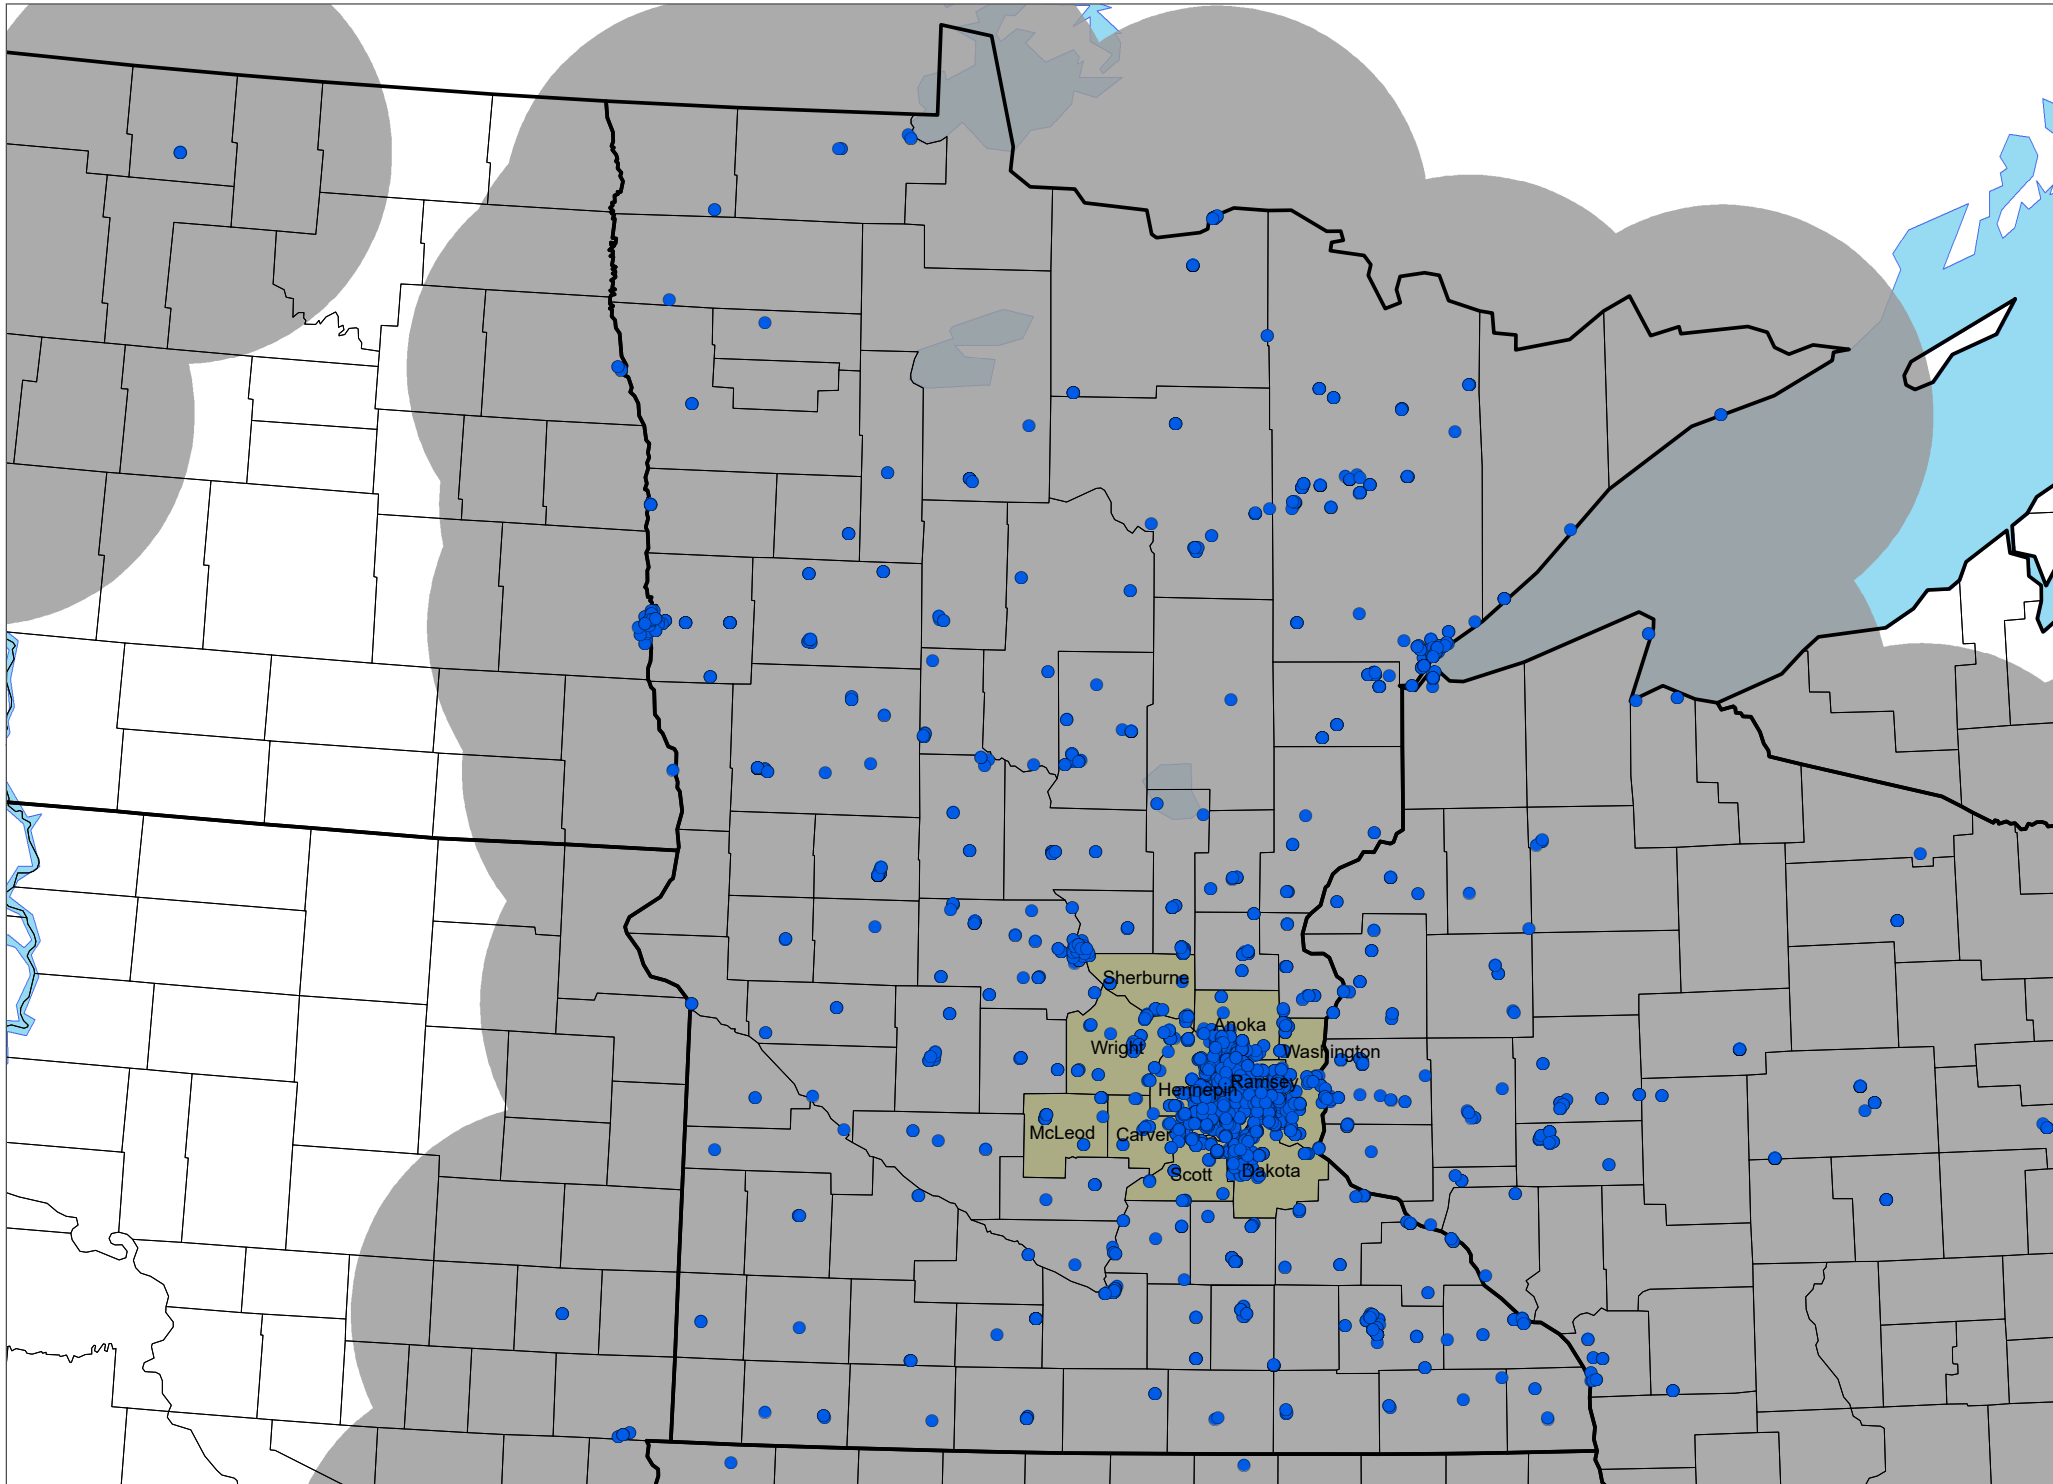 Sherburne
Anoka
Wright
Washington
Ramsey
Hennepin
McLeod
Carver
Scott
Dakota